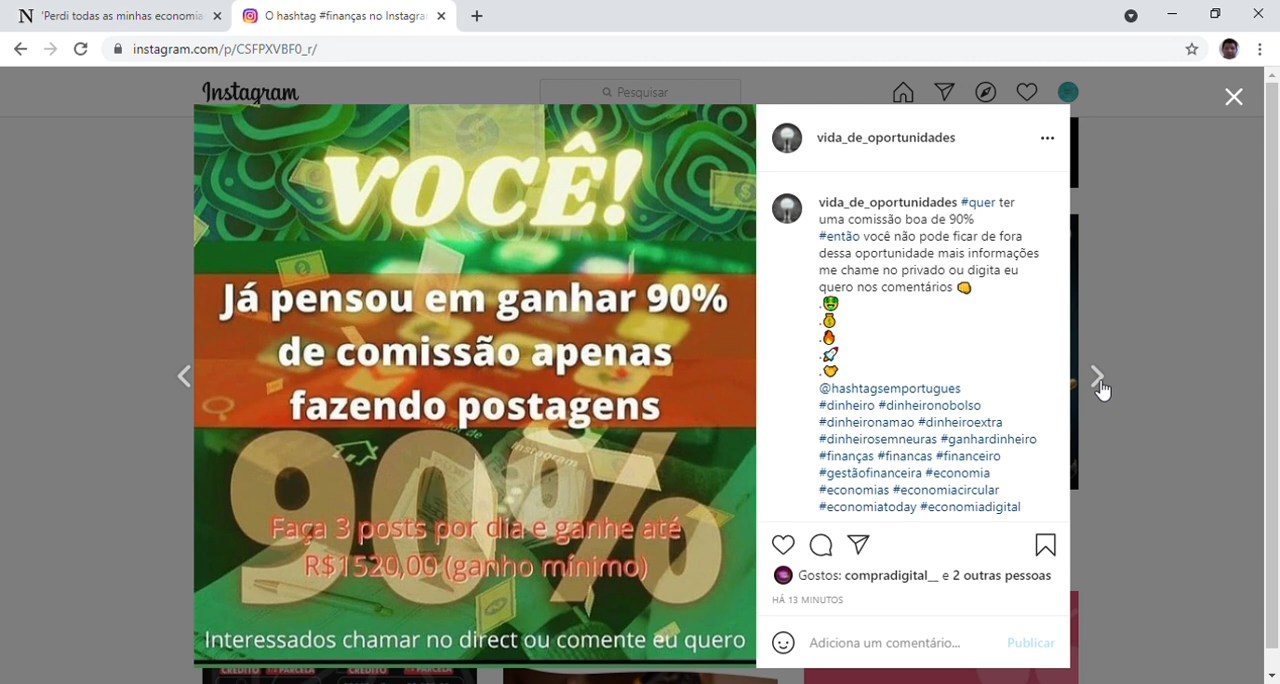 'Perdi todas as minhas economia
O hashtag #finanças no Instagra
instagram.com/p/CSFPXVBF0_r/
Instagram
Pesquisar
VOCÊ!
Já pensou em ganhar 90%
de comissão apenas
fazendo postagens
90%
Faça 3 posts por dia e ganhe até
R$1520,00 (ganho mínimo)
Interessados chamar no direct ou comente eu quero
vida_de_oportunidades
vida_de_oportunidades #quer ter
uma comissão boa de 90%
#então você não pode ficar de fora
dessa oportunidade mais informações
me chame no privado ou digita eu
quero nos comentários
.
.
.
.
.
@hashtagsemportugues
#dinheiro #dinheironobolso
#dinheironamao #dinheiroextra
#dinheirosemneuras #ganhardinheiro
#finanças #financas #financeiro
#gestãofinanceira #economia
#economias #economiacircular
#economiatoday #economiadigital
Gostos: compradigital__ e 2 outras pessoas
HÁ 13 MINUTOS
Adiciona um comentário...
Publicar